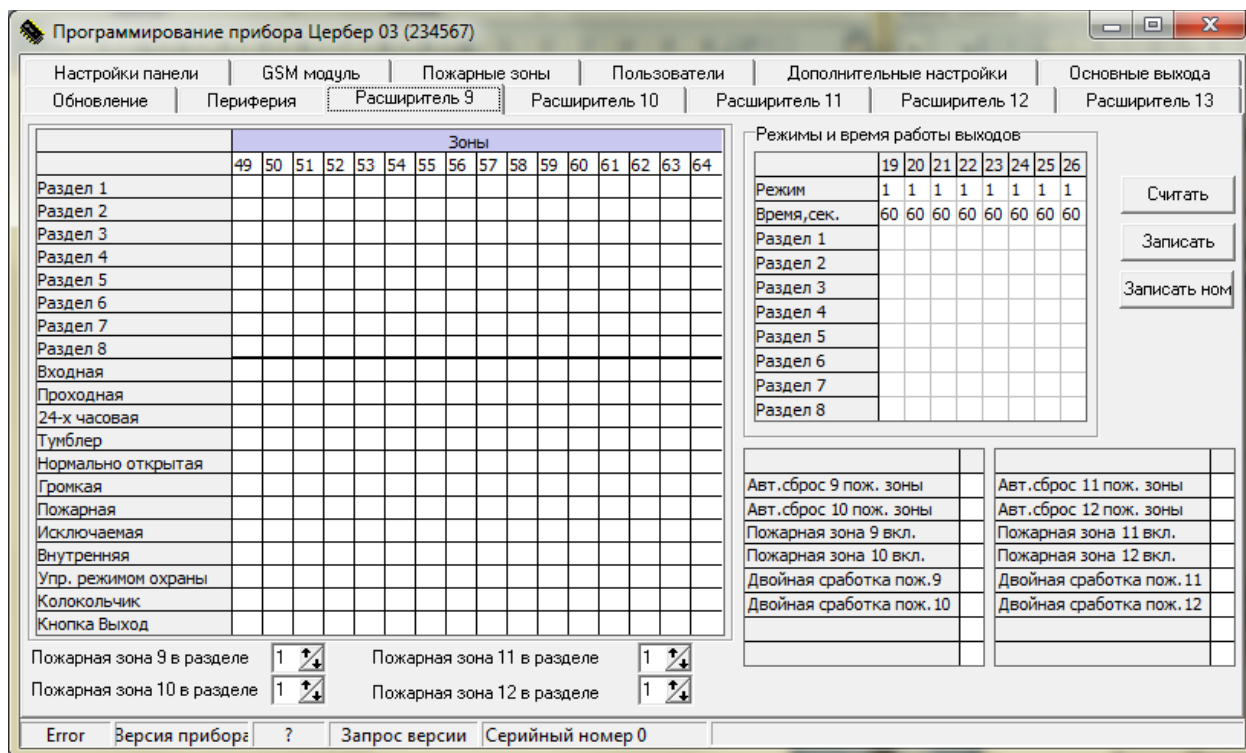 Программирование прибора Цербер 03 (234567)
Настройки панели GSM модуль Пожарные зоны Пользователи Дополнительные настройки Основные выхода
Обновление Периферия Расширитель 9 Расширитель 10 Расширитель 11 Расширитель 12 Расширитель 13
Зоны
49 50 51 52 53 54 55 56 57 58 59 60 61 62 63 64
Раздел 1
Раздел 2
Раздел 3
Раздел 4
Раздел 5
Раздел 6
Раздел 7
Раздел 8
Входная
Проходная
24-х часовая
Тумблер
Нормально открытая
Громкая
Пожарная
Исключаемая
Внутренняя
Упр. режимом охраны
Колокольчик
Кнопка Выход
Пожарная зона 9 в разделе 1 Пожарная зона 11 в разделе 1
Пожарная зона 10 в разделе 1 Пожарная зона 12 в разделе 1
Режимы и время работы выходов
19 20 21 22 23 24 25 26
Режим 1 1 1 1 1 1 1 1
Время,сек. 60 60 60 60 60 60 60 60
Раздел 1
Раздел 2
Раздел 3
Раздел 4
Раздел 5
Раздел 6
Раздел 7
Раздел 8
Считать
Записать
Записать ном
Авт.сброс 9 пож. зоны
Авт.сброс 10 пож. зоны
Пожарная зона 9 вкл.
Пожарная зона 10 вкл.
Двойная сработка пож.9
Двойная сработка пож.10
Авт.сброс 11 пож. зоны
Авт.сброс 12 пож. зоны
Пожарная зона 11 вкл.
Пожарная зона 12 вкл.
Двойная сработка пож.11
Двойная сработка пож.12
Error Версия прибора ? Запрос версии Серийный номер 0